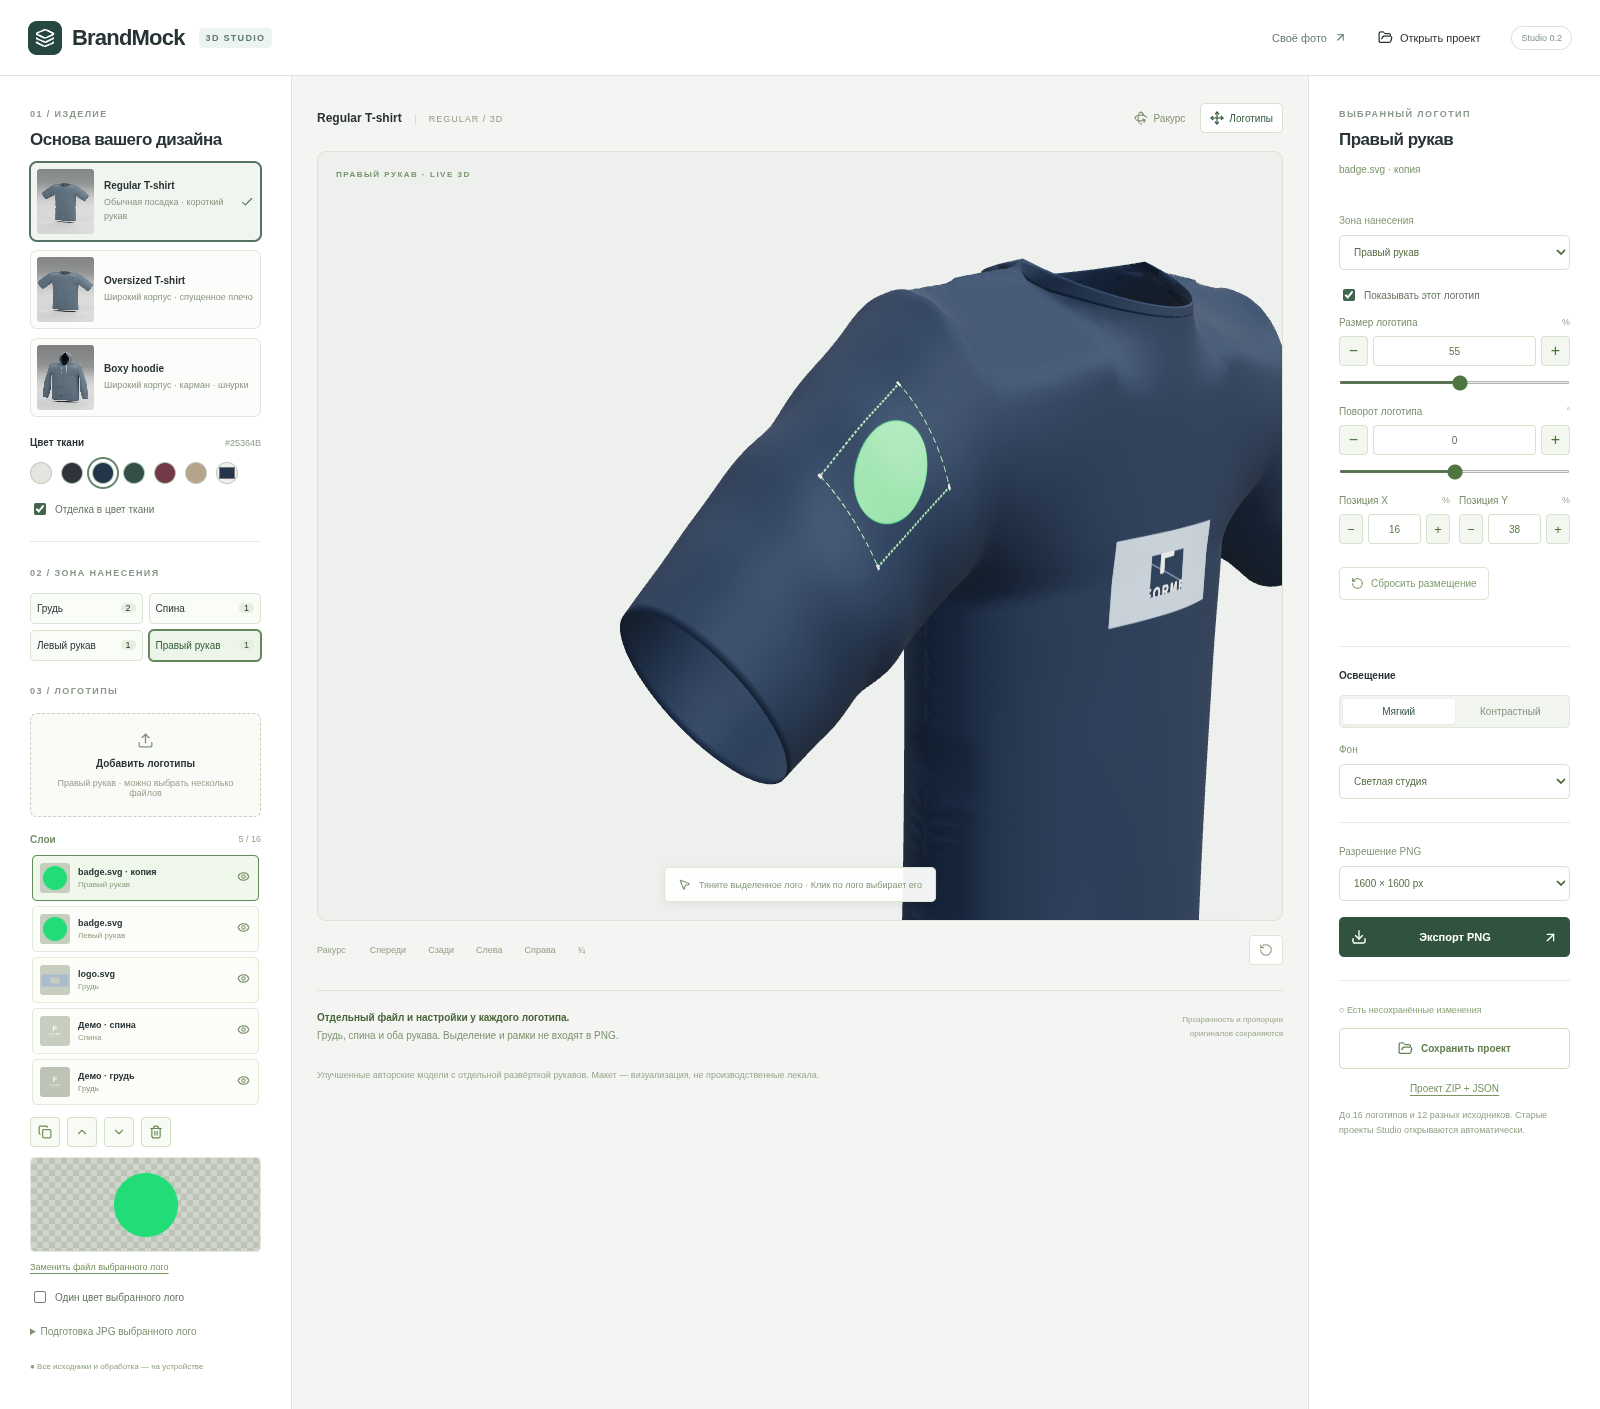 BrandMock
3D STUDIO
Своё фото
Открыть проект
Studio 0.2
01 / ИЗДЕЛИЕ
Основа вашего дизайна
Regular T-shirt
Обычная посадка · короткий
рукав
Oversized T-shirt
Широкий корпус · спущенное плечо
Boxy hoodie
Широкий корпус · карман · шнурки
Цвет ткани
#25364B
Отделка в цвет ткани
02 / ЗОНА НАНЕСЕНИЯ
Грудь 2
Спина 1
Левый рукав 1
Правый рукав 1
03 / ЛОГОТИПЫ
Добавить логотипы
Правый рукав · можно выбрать несколько
файлов
Слои
5 / 16
badge.svg · копия
Правый рукав
badge.svg
Левый рукав
logo.svg
Грудь
Демо · спина
Спина
Демо · грудь
Грудь
Заменить файл выбранного лого
Один цвет выбранного лого
▶ Подготовка JPG выбранного лого
● Все исходники и обработка — на устройстве
Regular T-shirt
REGULAR / 3D
Ракурс
Логотипы
ПРАВЫЙ РУКАВ · LIVE 3D
Тяните выделенное лого · Клик по лого выбирает его
Ракурс
Спереди
Сзади
Слева
Справа
¾
Отдельный файл и настройки у каждого логотипа.
Грудь, спина и оба рукава. Выделение и рамки не входят в PNG.
Прозрачность и пропорции
оригиналов сохраняются
Улучшенные авторские модели с отдельной развёрткой рукавов. Макет — визуализация, не производственные лекала.
ВЫБРАННЫЙ ЛОГОТИП
Правый рукав
badge.svg · копия
Зона нанесения
Правый рукав
Показывать этот логотип
Размер логотипа %
− 55 +
Поворот логотипа °
− 0 +
Позиция X %
Позиция Y %
− 16 +
− 38 +
Сбросить размещение
Освещение
Мягкий
Контрастный
Фон
Светлая студия
Разрешение PNG
1600 × 1600 px
Экспорт PNG
○ Есть несохранённые изменения
Сохранить проект
Проект ZIP + JSON
До 16 логотипов и 12 разных исходников. Старые
проекты Studio открываются автоматически.